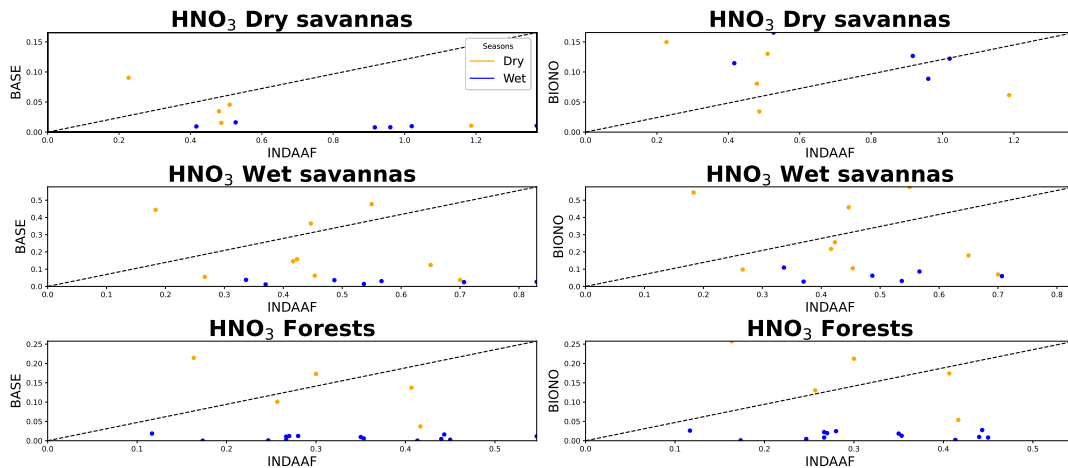 HNO3 Dry savannas
BASE
0.15
0.10
0.05
0.00
0.0 0.2 0.4 0.6 0.8 1.0 1.2
INDAAF
Seasons
Dry
Wet
HNO3 Dry savannas
BIONO
0.15
0.10
0.05
0.00
0.0 0.2 0.4 0.6 0.8 1.0 1.2
INDAAF
HNO3 Wet savannas
BASE
0.5
0.4
0.3
0.2
0.1
0.0
0.0 0.1 0.2 0.3 0.4 0.5 0.6 0.7 0.8
INDAAF
HNO3 Wet savannas
BIONO
0.5
0.4
0.3
0.2
0.1
0.0
0.0 0.1 0.2 0.3 0.4 0.5 0.6 0.7 0.8
INDAAF
HNO3 Forests
BASE
0.25
0.20
0.15
0.10
0.05
0.00
0.0 0.1 0.2 0.3 0.4 0.5
INDAAF
HNO3 Forests
BIONO
0.25
0.20
0.15
0.10
0.05
0.00
0.0 0.1 0.2 0.3 0.4 0.5
INDAAF